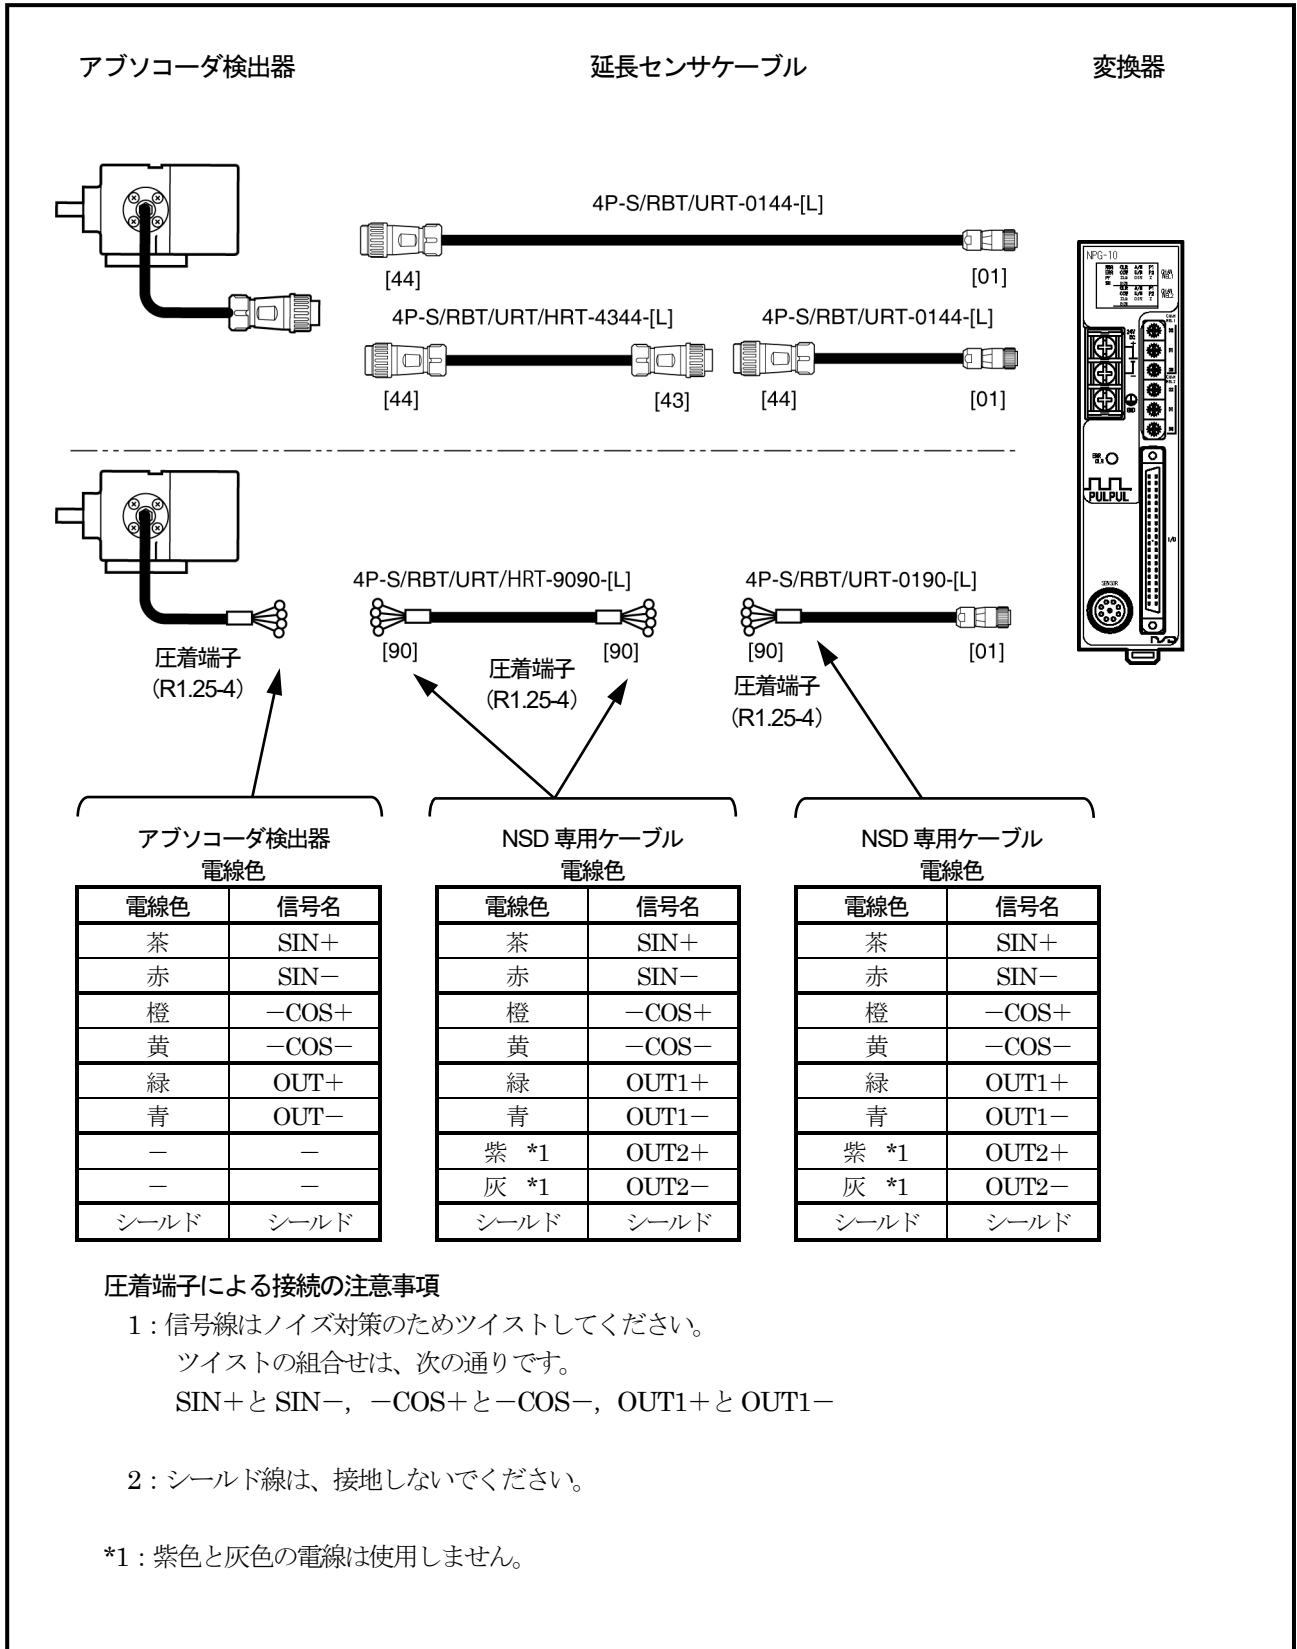 アブソコーダ検出器 延長センサケーブル 変換器
4P-S/RBT/URT-0144-[L]
[44] [01]
4P-S/RBT/URT/HRT-4344-[L] 4P-S/RBT/URT-0144-[L]
[44] [43] [44] [01]
NPG-10
PULPUL
SENSOR
I/O
4P-S/RBT/URT/HRT-9090-[L] 4P-S/RBT/URT-0190-[L]
[90] [90] [90] [01]
圧着端子
(R1.25-4)
圧着端子
(R1.25-4)
圧着端子
(R1.25-4)
アブソコーダ検出器
電線色
電線色 信号名
茶 SIN+
赤 SIN-
橙 -COS+
黄 -COS-
緑 OUT+
青 OUT-
- -
- -
シールド シールド
NSD 専用ケーブル
電線色
電線色 信号名
茶 SIN+
赤 SIN-
橙 -COS+
黄 -COS-
緑 OUT1+
青 OUT1-
紫 *1 OUT2+
灰 *1 OUT2-
シールド シールド
NSD 専用ケーブル
電線色
電線色 信号名
茶 SIN+
赤 SIN-
橙 -COS+
黄 -COS-
緑 OUT1+
青 OUT1-
紫 *1 OUT2+
灰 *1 OUT2-
シールド シールド
圧着端子による接続の注意事項
1:信号線はノイズ対策のためツイストしてください。
ツイストの組合せは、次の通りです。
SIN+と SIN-, -COS+と-COS-, OUT1+と OUT1-
2:シールド線は、接地しないでください。
*1:紫色と灰色の電線は使用しません。